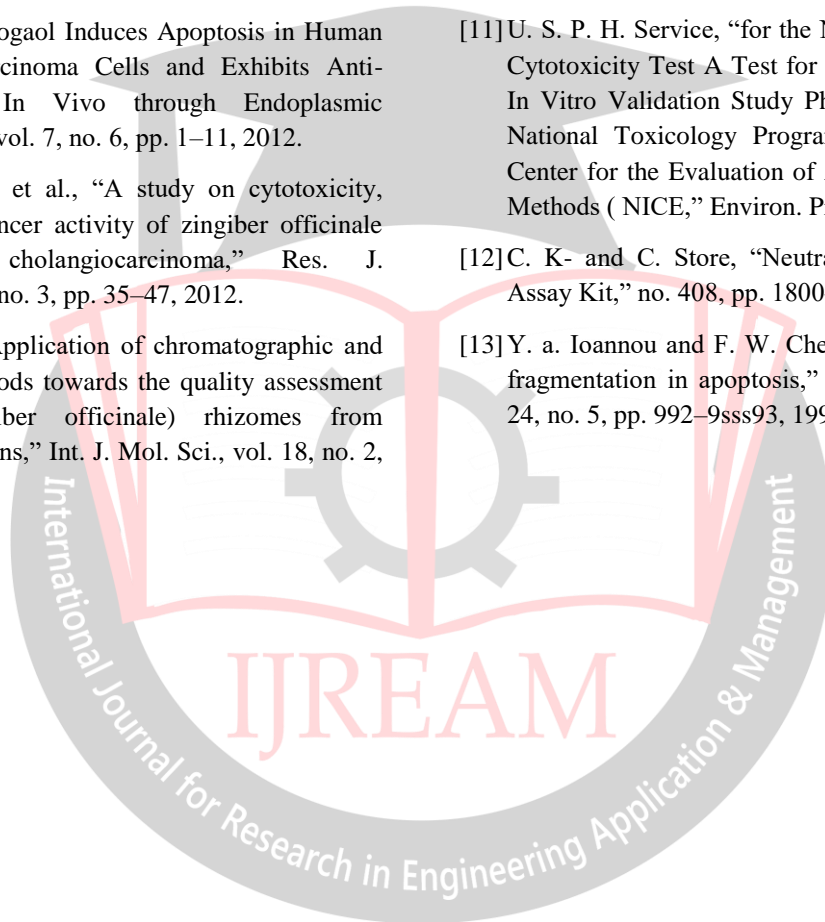 ogaol Induces Apoptosis in Human
cinoma Cells and Exhibits Anti-
In Vivo through Endoplasmic
vol. 7, no. 6, pp. 1–11, 2012.
et al., “A study on cytotoxicity,
ncer activity of zingiber officinale
cholangiocarcinoma,” Res. J.
no. 3, pp. 35–47, 2012.
Application of chromatographic and
ods towards the quality assessment
iber officinale) rhizomes from
ns,” Int. J. Mol. Sci., vol. 18, no. 2,
[11] U. S. P. H. Service, “for the N
Cytotoxicity Test A Test for
In Vitro Validation Study Ph
National Toxicology Progra
Center for the Evaluation of A
Methods ( NICE,” Environ. P
[12] C. K- and C. Store, “Neutra
Assay Kit,” no. 408, pp. 1800
[13] Y. a. Ioannou and F. W. Che
fragmentation in apoptosis,”
24, no. 5, pp. 992–9sss93, 199
IJREAM
International Journal for Research in Engineering Application & Management